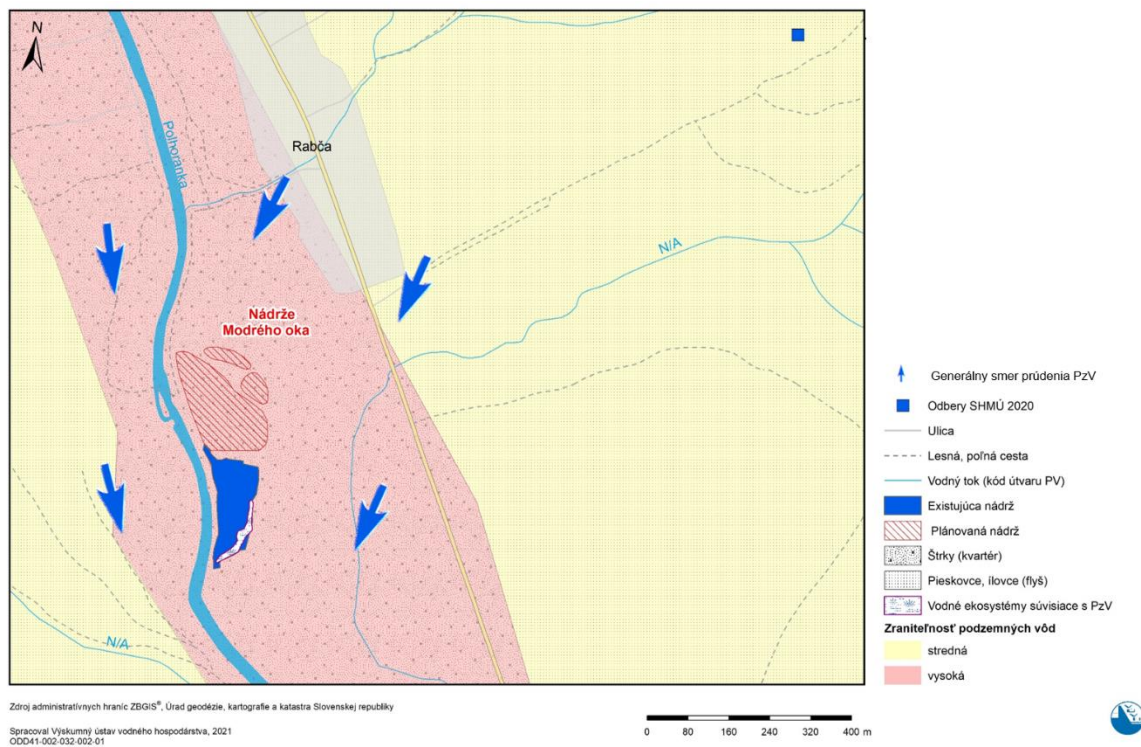 N
Polhoranka
Rabča
N/A
Nádrže
Modrého oka
N/A
Generálny smer prúdenia PzV
Odbery SHMÚ 2020
Ulica
Lesná, poľná cesta
Vodný tok (kód útvaru PV)
Existujúca nádrž
Plánovaná nádrž
Štrky (kvartér)
Pieskovce, ílovce (flyš)
Vodné ekosystémy súvisiace s PzV
Zraniteľnosť podzemných vôd
stredná
vysoká
Zdroj administratívnych hraníc ZBGIS®, Úrad geodézie, kartografie a katastra Slovenskej republiky
Spracoval Výskumný ústav vodného hospodárstva, 2021
ODD41-002-032-002-01
0 80 160 240 320 400 m